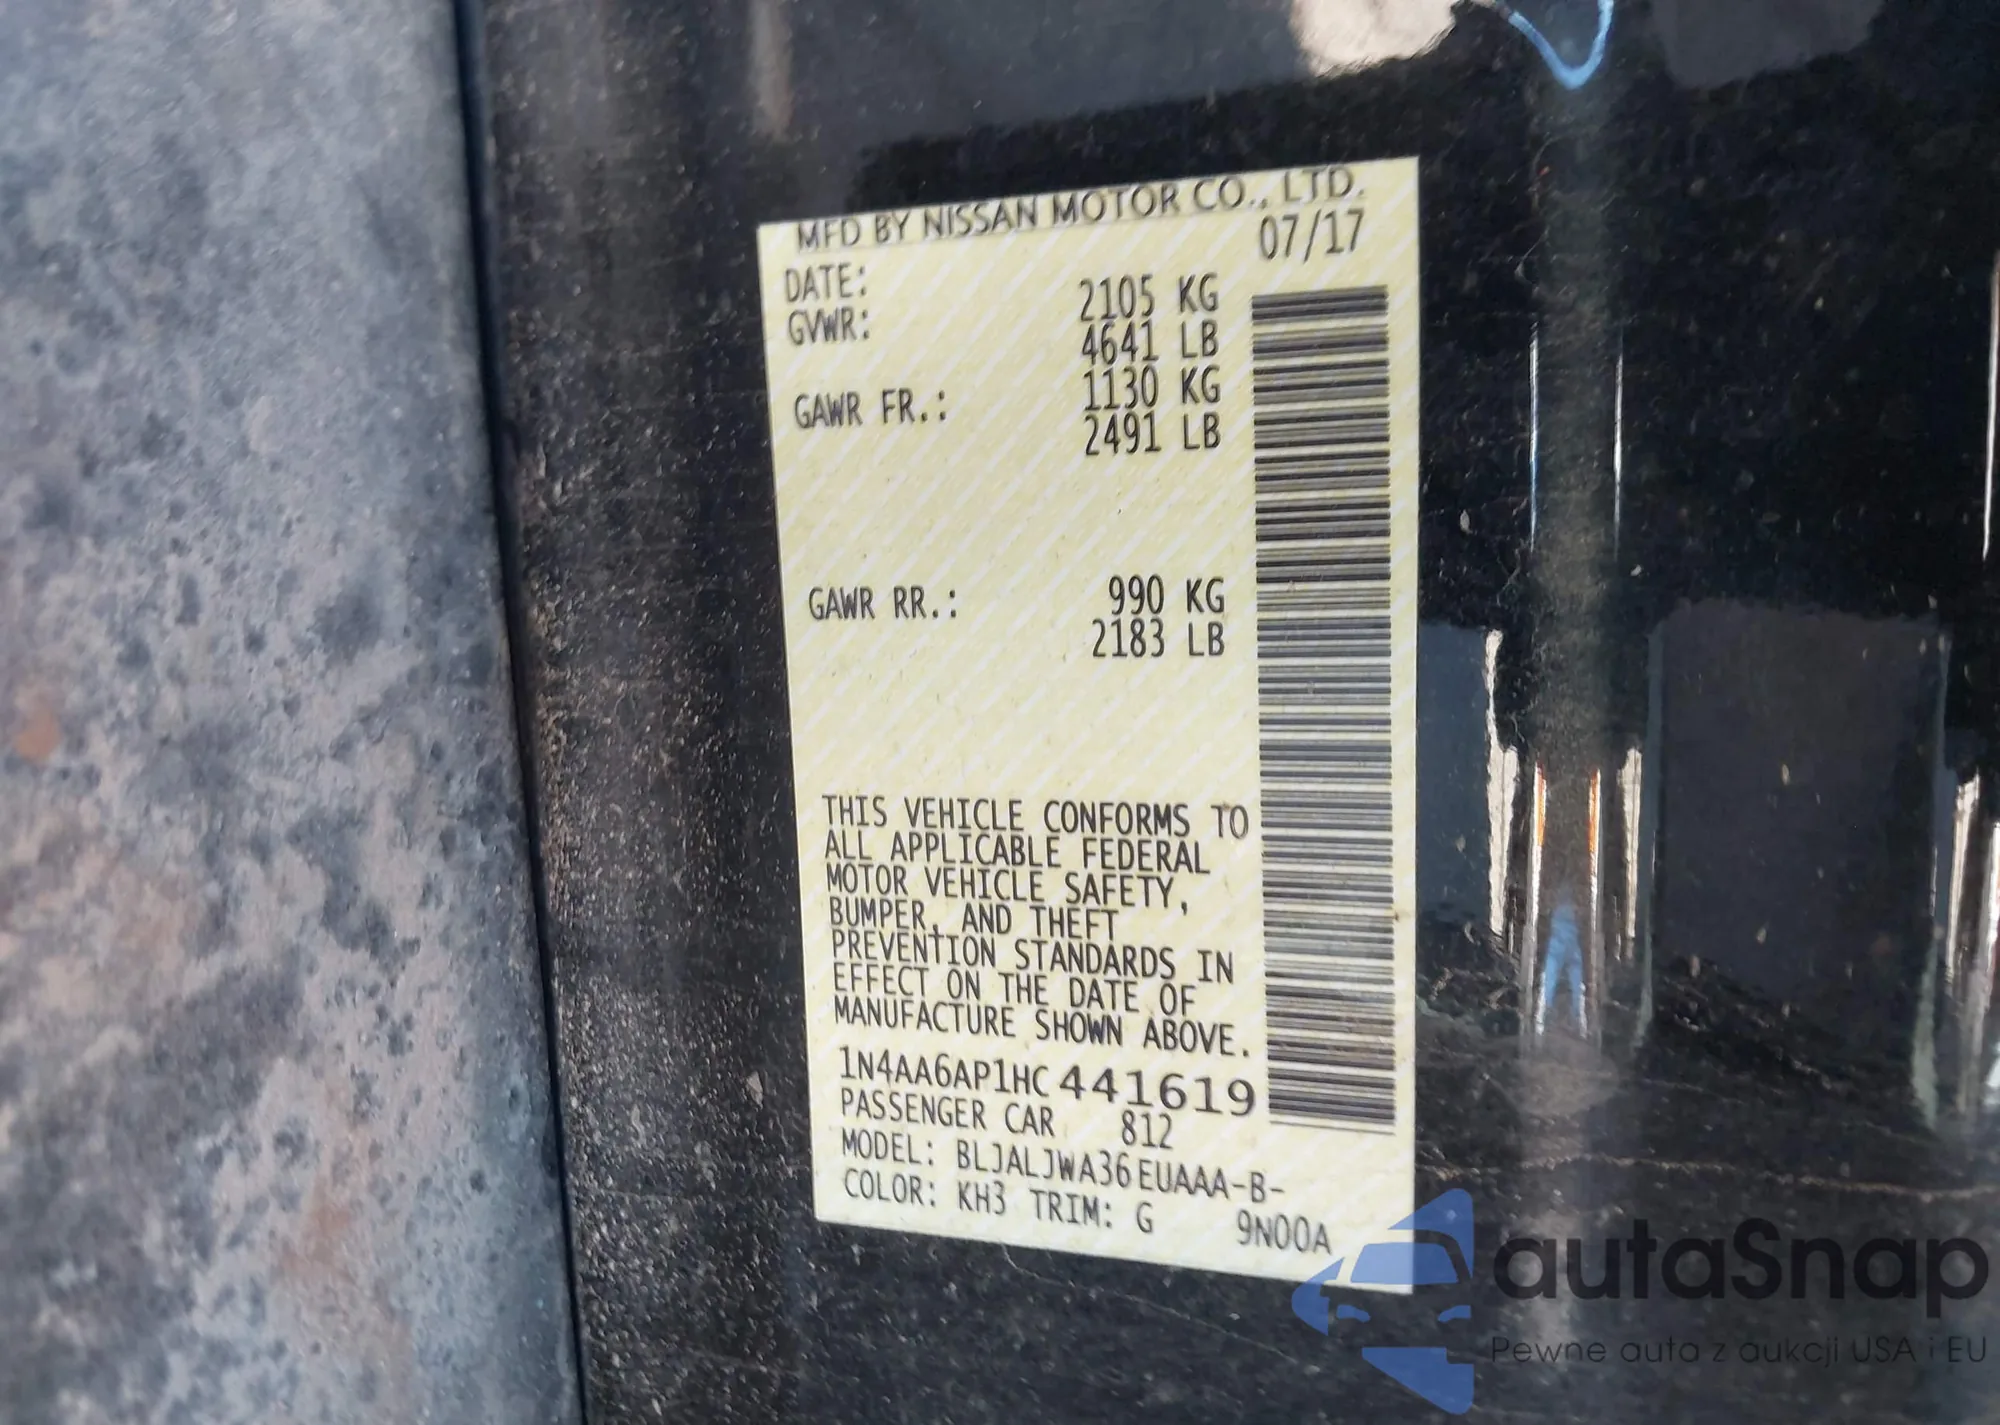 MFD BY NISSAN MOTOR CO., LTD.
07/17
DATE:
GVWR: 2105 KG
4641 LB
GAWR FR.: 1130 KG
2491 LB
GAWR RR.: 990 KG
2183 LB
THIS VEHICLE CONFORMS TO
ALL APPLICABLE FEDERAL
MOTOR VEHICLE SAFETY,
BUMPER, AND THEFT
PREVENTION STANDARDS IN
EFFECT ON THE DATE OF
MANUFACTURE SHOWN ABOVE.
1N4AA6AP1HC441619
PASSENGER CAR 812
MODEL: BLJALJWA36EUAAA-B-
COLOR: KH3 TRIM: G 9N00A
autaSnap
Pewne auta z aukcji USA i EU